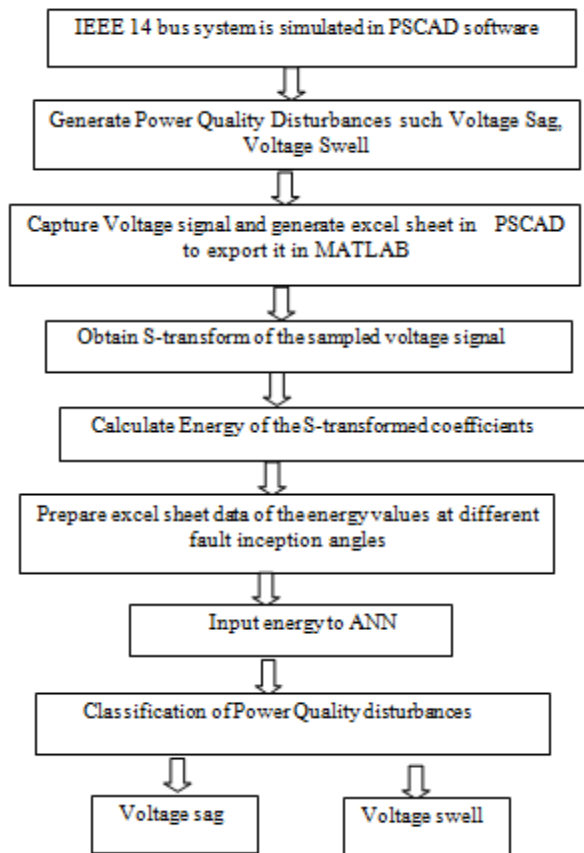 IEEE 14 bus system is simulated in PSCAD software
Generate Power Quality Disturbances such Voltage Sag,
Voltage Swell
Capture Voltage signal and generate excel sheet in PSCAD
to export it in MATLAB
Obtain S-transform of the sampled voltage signal
Calculate Energy of the S-transformed coefficients
Prepare excel sheet data of the energy values at different
fault inception angles
Input energy to ANN
Classification of Power Quality disturbances
Voltage sag
Voltage swell